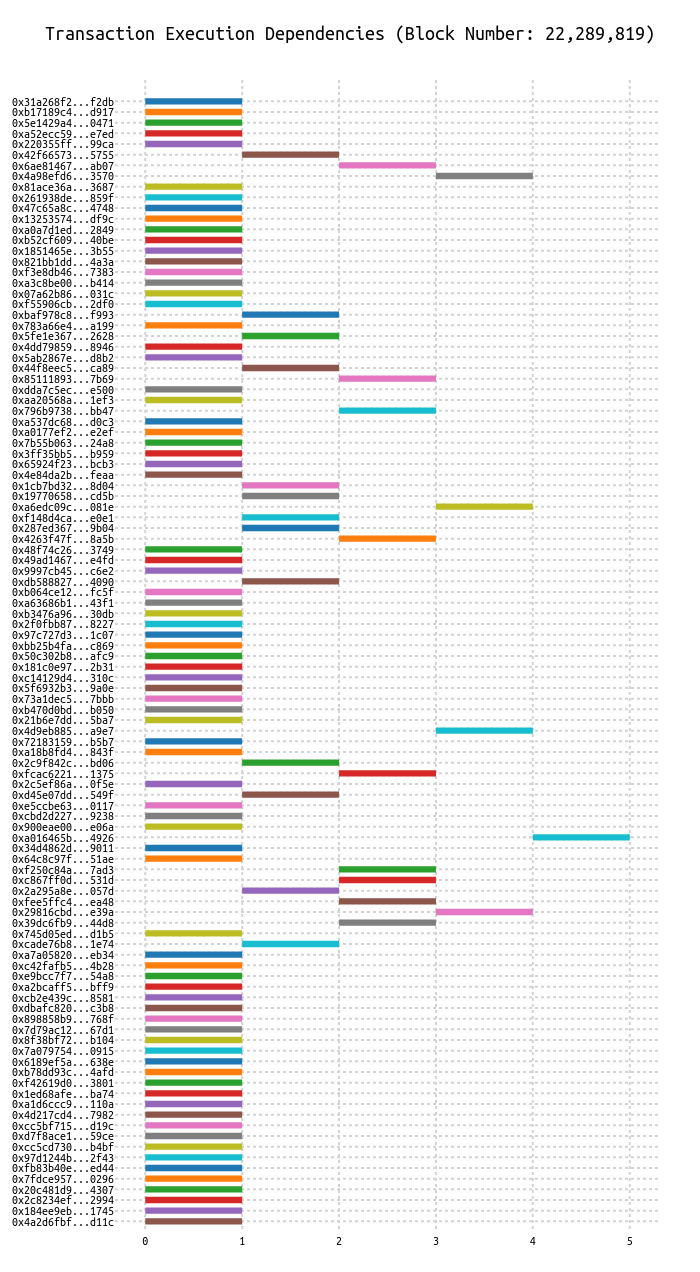 Transaction Execution Dependencies (Block Number: 22,289,819)
0x31a268f2...f2db
0xb17189c4...d917
0x5e1429a4...0471
0xa52ecc59...e7ed
0x220355ff...99ca
0x42f66573...5755
0x6ae81467...ab07
0x4a98efd6...3570
0x81ace36a...3687
0x261938de...859f
0x47c65a8c...4748
0x13253574...df9c
0xa0a7d1ed...2849
0xb52cf609...40be
0x1851465e...3b55
0x821bb1dd...4a3a
0xf3e8db46...7383
0xa3c8be00...b414
0x07a62b86...031c
0xf55906cb...2df0
0xbaf978c8...f993
0x783a66e4...a199
0x5fe1e367...2628
0x4dd79859...8946
0x5ab2867e...d8b2
0x44f8eec5...ca89
0x85111893...7b69
0xdda7c5ec...e500
0xaa20568a...1ef3
0x796b9738...bb47
0xa537dc68...d0c3
0xa0177ef2...e2ef
0x7b55b063...24a8
0x3ff35bb5...b959
0x65924f23...bcb3
0x4e84da2b...feaa
0x1cb7bd32...8d04
0x19770658...cd5b
0xa6edc09c...081e
0xf148d4ca...e0e1
0x287ed367...9b04
0x4263f47f...8a5b
0x48f74c26...3749
0x49ad1467...e4fd
0x9997cb45...c6e2
0xdb588827...4090
0xb064ce12...fc5f
0xa63686b1...43f1
0xb3476a96...30db
0x2f0fbb87...8227
0x97c727d3...1c07
0xbb25b4fa...c869
0x50c302b8...afc9
0x181c0e97...2b31
0xc14129d4...310c
0x5f6932b3...9a0e
0x73a1dec5...7bbb
0xb470d0bd...b050
0x21b6e7dd...5ba7
0x4d9eb885...a9e7
0x72183159...b5b7
0xa18b8fd4...843f
0x2c9f842c...bd06
0xfcac6221...1375
0x2c5ef86a...0f5e
0xd45e07dd...549f
0xe5ccbe63...0117
0xcbd2d227...9238
0x900eae00...e06a
0xa016465b...4926
0x34d4862d...9011
0x64c8c97f...51ae
0xf250c84a...7ad3
0xc867ff0d...531d
0x2a295a8e...057d
0xfee5ffc4...ea48
0x29816cbd...e39a
0x39dc6fb9...44d8
0x745d05ed...d1b5
0xcade76b8...1e74
0xa7a05820...eb34
0xc42fafb5...4b28
0xe9bcc7f7...54a8
0xa2bcaff5...bff9
0xcb2e439c...8581
0xdbafc820...c3b8
0x898858b9...768f
0x7d79ac12...67d1
0x8f38bf72...b104
0x7a079754...0915
0x6189ef5a...638e
0xb78dd93c...4afd
0xf42619d0...3801
0x1ed68afe...ba74
0xa1d6ccc9...110a
0x4d217cd4...7982
0xcc5bf715...d19c
0xd7f8ace1...59ce
0xcc5cd730...b4bf
0x97d1244b...2f43
0xfb83b40e...ed44
0x7fdce957...0296
0x20c481d9...4307
0x2c8234ef...2994
0x184ee9eb...1745
0x4a2d6fbf...d11c
0 1 2 3 4 5